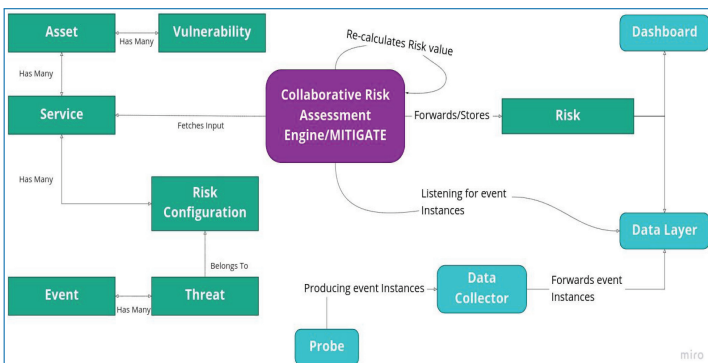 Asset
Has Many
Vulnerability
Re-calculates Risk value
Dashboard
Has Many
Collaborative Risk
Assessment
Engine/MITIGATE
Service
Fetches Input
Forwards/Stores
Risk
Has Many
Risk
Configuration
Listening for event
Instances
Data Layer
Belongs To
Event
Has Many
Threat
Producing event Instances
Data
Collector
Forwards event
Instances
Probe
miro